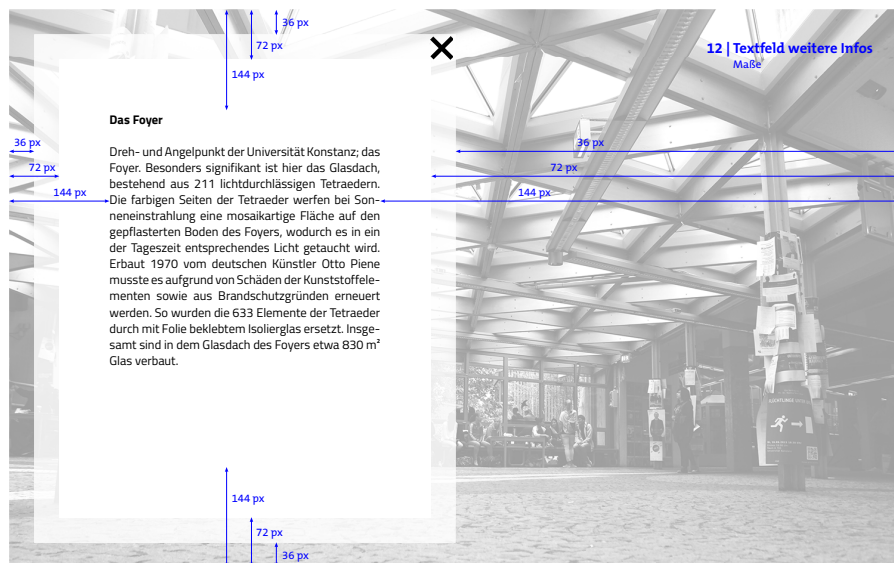 36 px
72 px
144 px
12 | Textfeld weitere Infos
Maße
Das Foyer
36 px
72 px
144 px
36 px
72 px
144 px
Dreh- und Angelpunkt der Universität Konstanz; das
Foyer. Besonders signifikant ist hier das Glasdach,
bestehend aus 211 lichtdurchlässigen Tetraedern.
Die farbigen Seiten der Tetraeder werfen bei Son-
neneinstrahlung eine mosaikartige Fläche auf den
gepflasterten Boden des Foyers, wodurch es in ein
der Tageszeit entsprechendes Licht getaucht wird.
Erbaut 1970 vom deutschen Künstler Otto Piene
musste es aufgrund von Schäden der Kunststoffele-
menten sowie aus Brandschutzgründen erneuert
werden. So wurden die 633 Elemente der Tetraeder
durch mit Folie beklebtem Isolierglas ersetzt. Insge-
samt sind in dem Glasdach des Foyers etwa 830 m²
Glas verbaut.
144 px
72 px
36 px